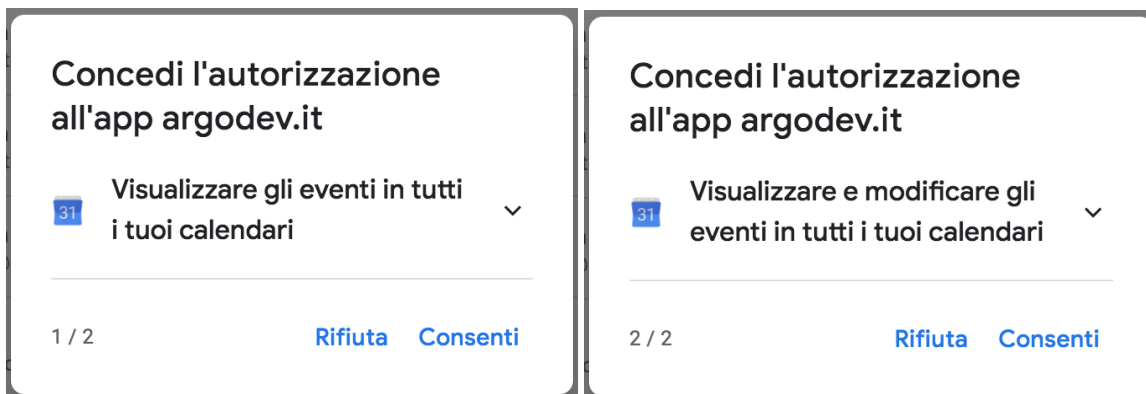 Concedi l'autorizzazione
all'app argodev.it
31
Visualizzare gli eventi in tutti
i tuoi calendari
1 / 2
Rifiuta Consenti
Concedi l'autorizzazione
all'app argodev.it
31
Visualizzare e modificare gli
eventi in tutti i tuoi calendari
2 / 2
Rifiuta Consenti